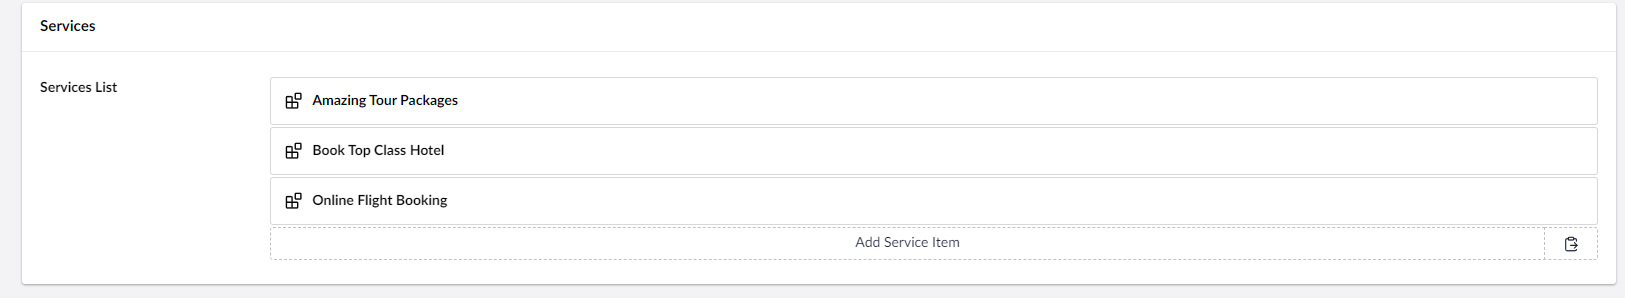 Services
Services List
Amazing Tour Packages
Book Top Class Hotel
Online Flight Booking
Add Service Item